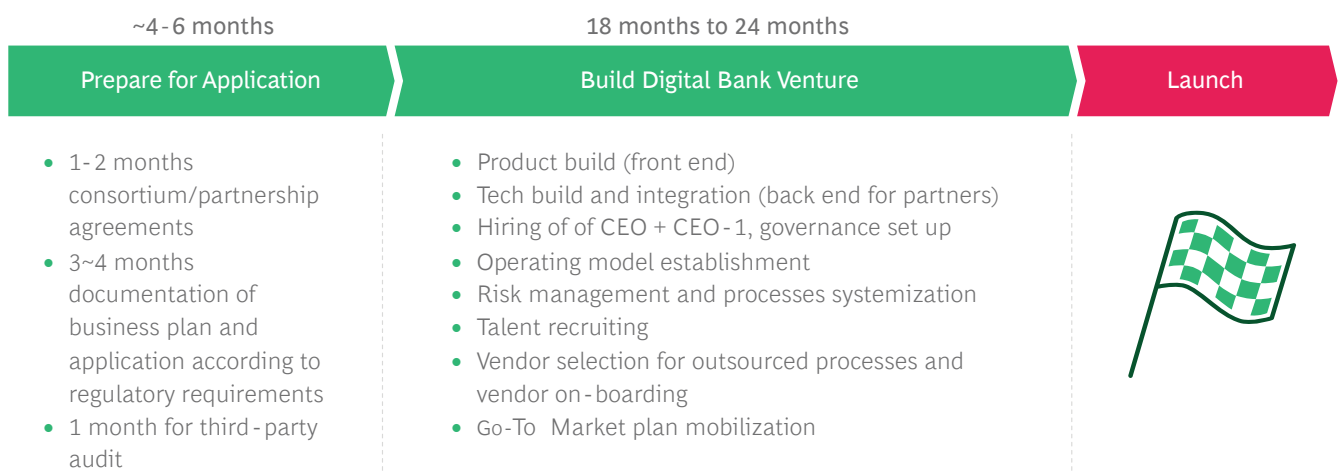 ~4-6 months
18 months to 24 months
Prepare for Application
Build Digital Bank Venture
Launch
• 1-2 months
consortium/partnership
agreements
• 3~4 months
documentation of
business plan and
application according to
regulatory requirements
• 1 month for third-party
audit
• Product build (front end)
• Tech build and integration (back end for partners)
• Hiring of of CEO + CEO-1, governance set up
• Operating model establishment
• Risk management and processes systemization
• Talent recruiting
• Vendor selection for outsourced processes and
vendor on-boarding
• Go-To Market plan mobilization